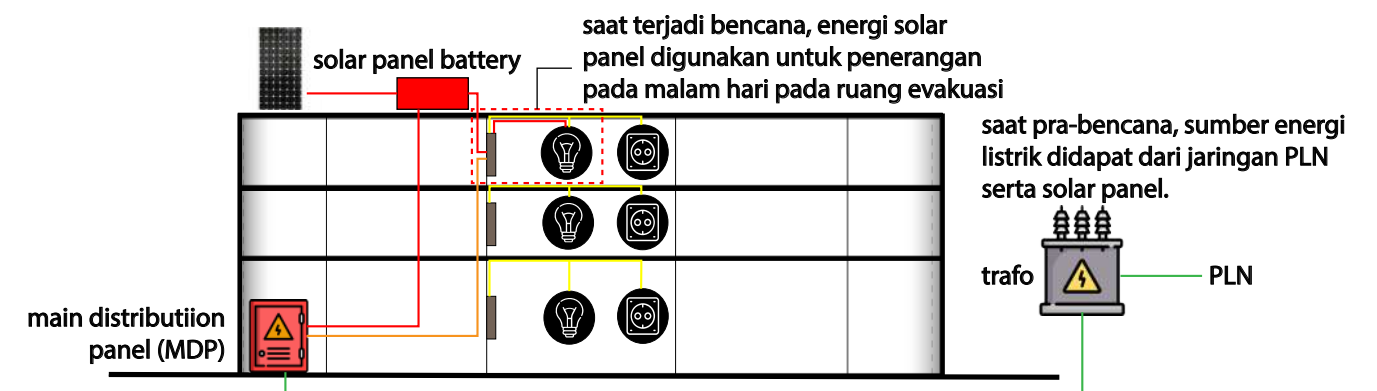 saat terjadi bencana, energi solar
panel digunakan untuk penerangan
pada malam hari pada ruang evakuasi
solar panel battery
saat pra-bencana, sumber energi
listrik didapat dari jaringan PLN
serta solar panel.
trafo
PLN
main distributiion
panel (MDP)